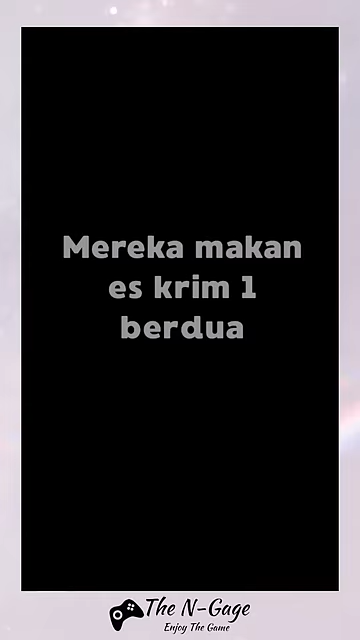 Mereka makan
es krim 1
berdua
The N-Gage
Enjoy The Game